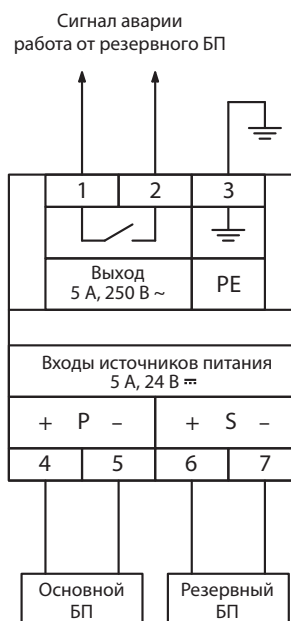 Сигнал аварии
работа от резервного БП
1 2 3
Выход
5 А, 250 В ~
PE
Входы источников питания
5 А, 24 В ⎓
+ P – + S –
4 5 6 7
Основной
БП
Резервный
БП